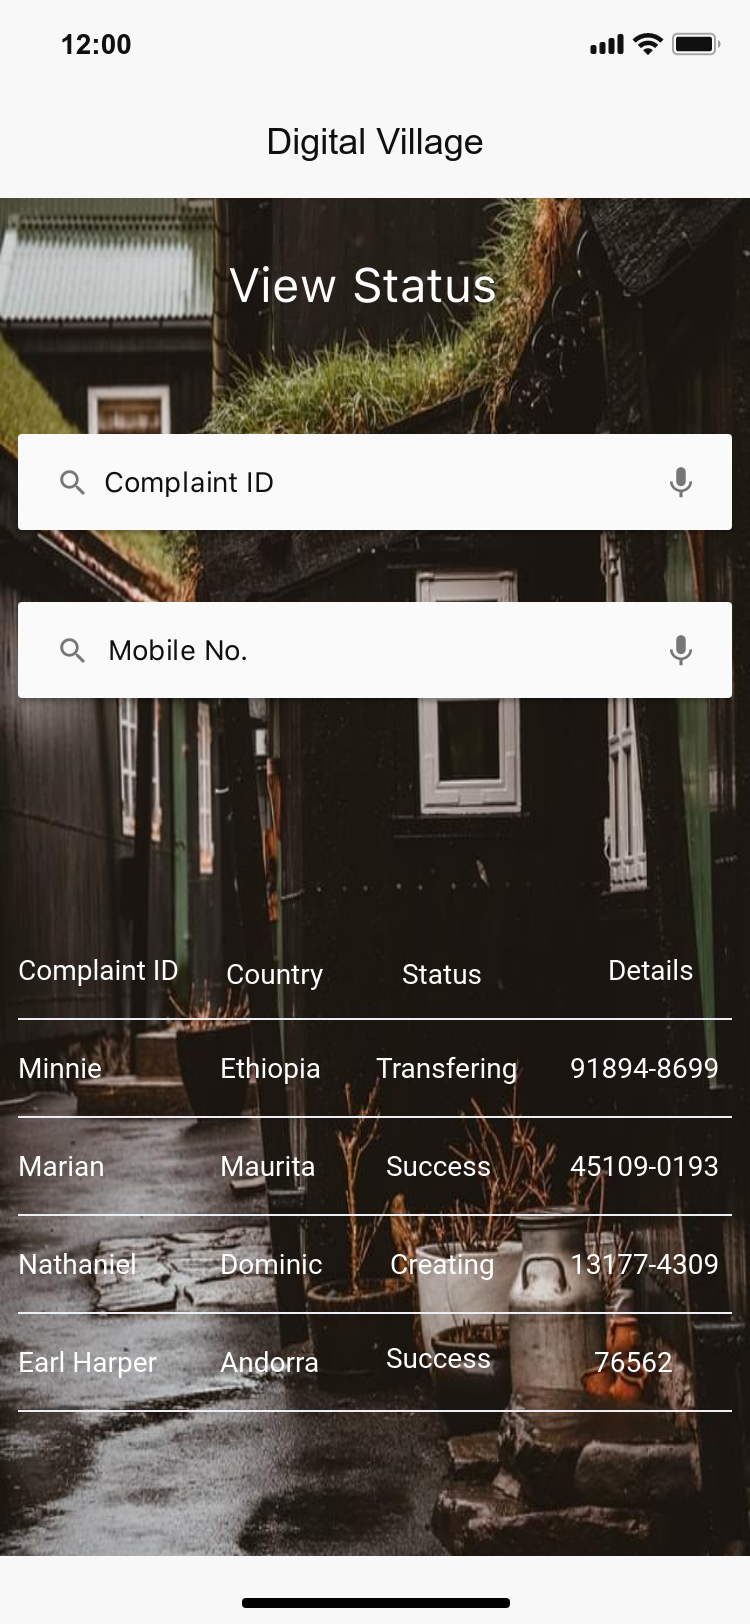 12:00
Digital Village
View Status
Complaint ID
Mobile No.
Complaint ID Country Status Details
Minnie Ethiopia Transfering 91894-8699
Marian Maurita Success 45109-0193
Nathaniel Dominic Creating 13177-4309
Earl Harper Andorra Success 76562